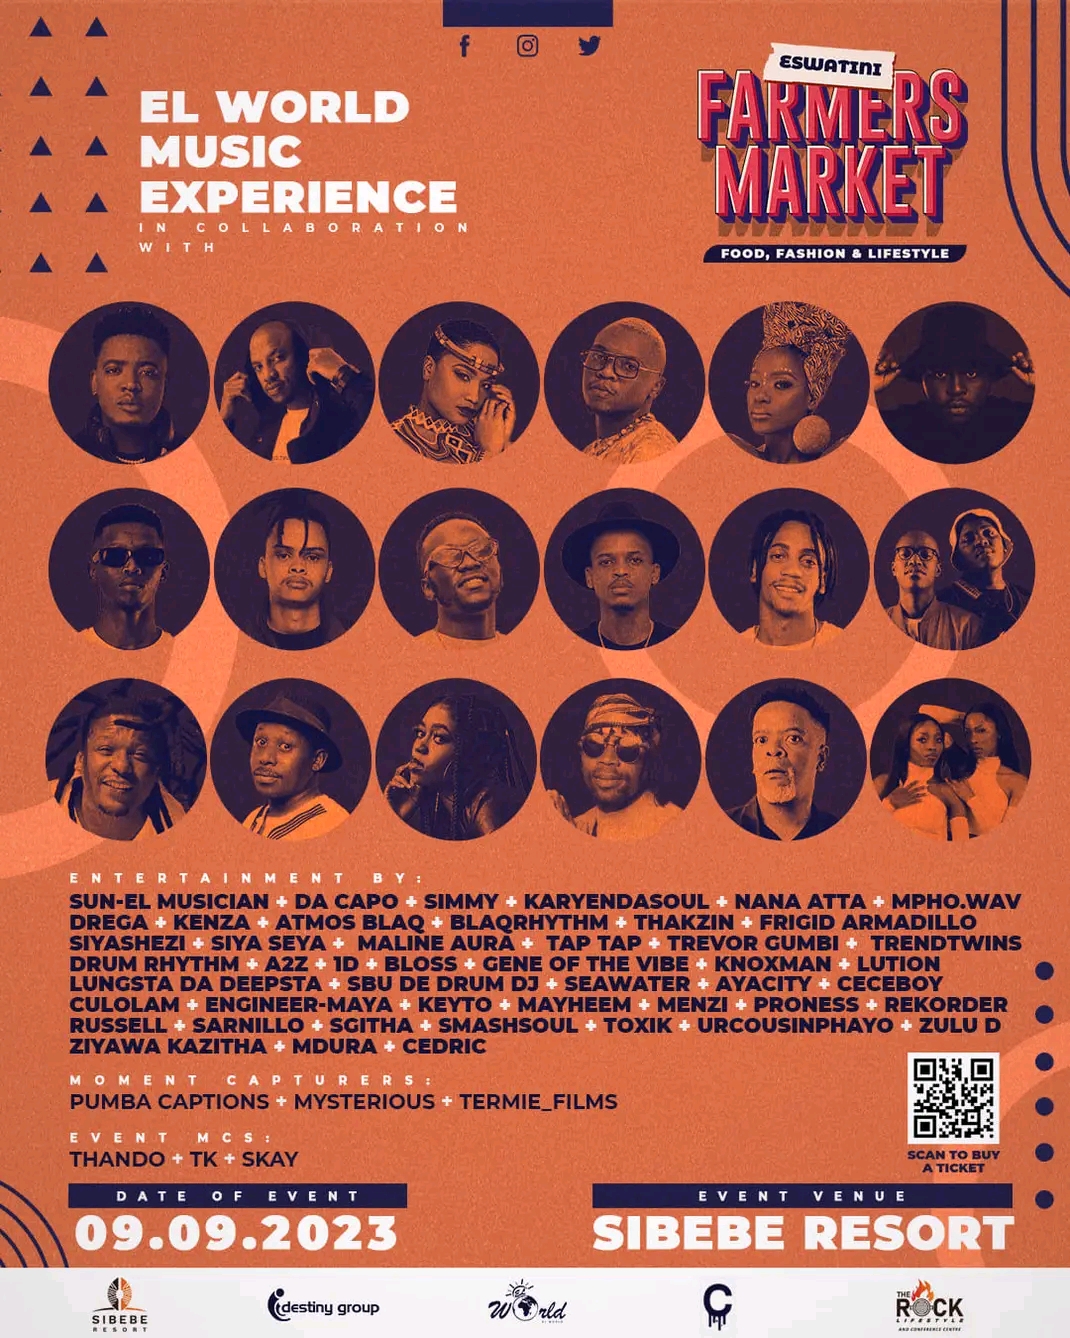 EL WORLD
MUSIC
EXPERIENCE
IN COLLABORATION
WITH
ESWATINI
FARMERS
MARKET
FOOD, FASHION & LIFESTYLE
ENTERTAINMENT BY:
SUN-EL MUSICIAN + DA CAPO + SIMMY + KARYENDASOUL + NANA ATTA + MPHO.WAV
DREGA + KENZA + ATMOS BLAQ + BLAQRHYTHM + THAKZIN + FRIGID ARMADILLO
SIYASHEZI + SIYA SEYA + MALINE AURA + TAP TAP + TREVOR GUMBI + TRENDTWINS
DRUM RHYTHM + A2Z + 1D + BLOSS + GENE OF THE VIBE + KNOXMAN + LUTION
LUNGSTA DA DEEPSTA + SBU DE DRUM DJ + SEAWATER + AYACITY + CECEBOY
CULOLAM + ENGINEER-MAYA + KEYTO + MAYHEEM + MENZI + PRONESS + REKORDER
RUSSELL + SARNILLO + SGITHA + SMASHSOUL + TOXIK + URCOUSINPHAYO + ZULU D
ZIYAWA KAZITHA + MDURA + CEDRIC
MOMENT CAPTURERS:
PUMBA CAPTIONS + MYSTERIOUS + TERMIE_FILMS
EVENT MCS:
THANDO + TK + SKAY
SCAN TO BUY
A TICKET
DATE OF EVENT
09.09.2023
EVENT VENUE
SIBEBE RESORT
SIBEBE
RESORT
idestiny group
World
C
THE
ROCK
LIFESTYLE
AND CONFERENCE CENTRE